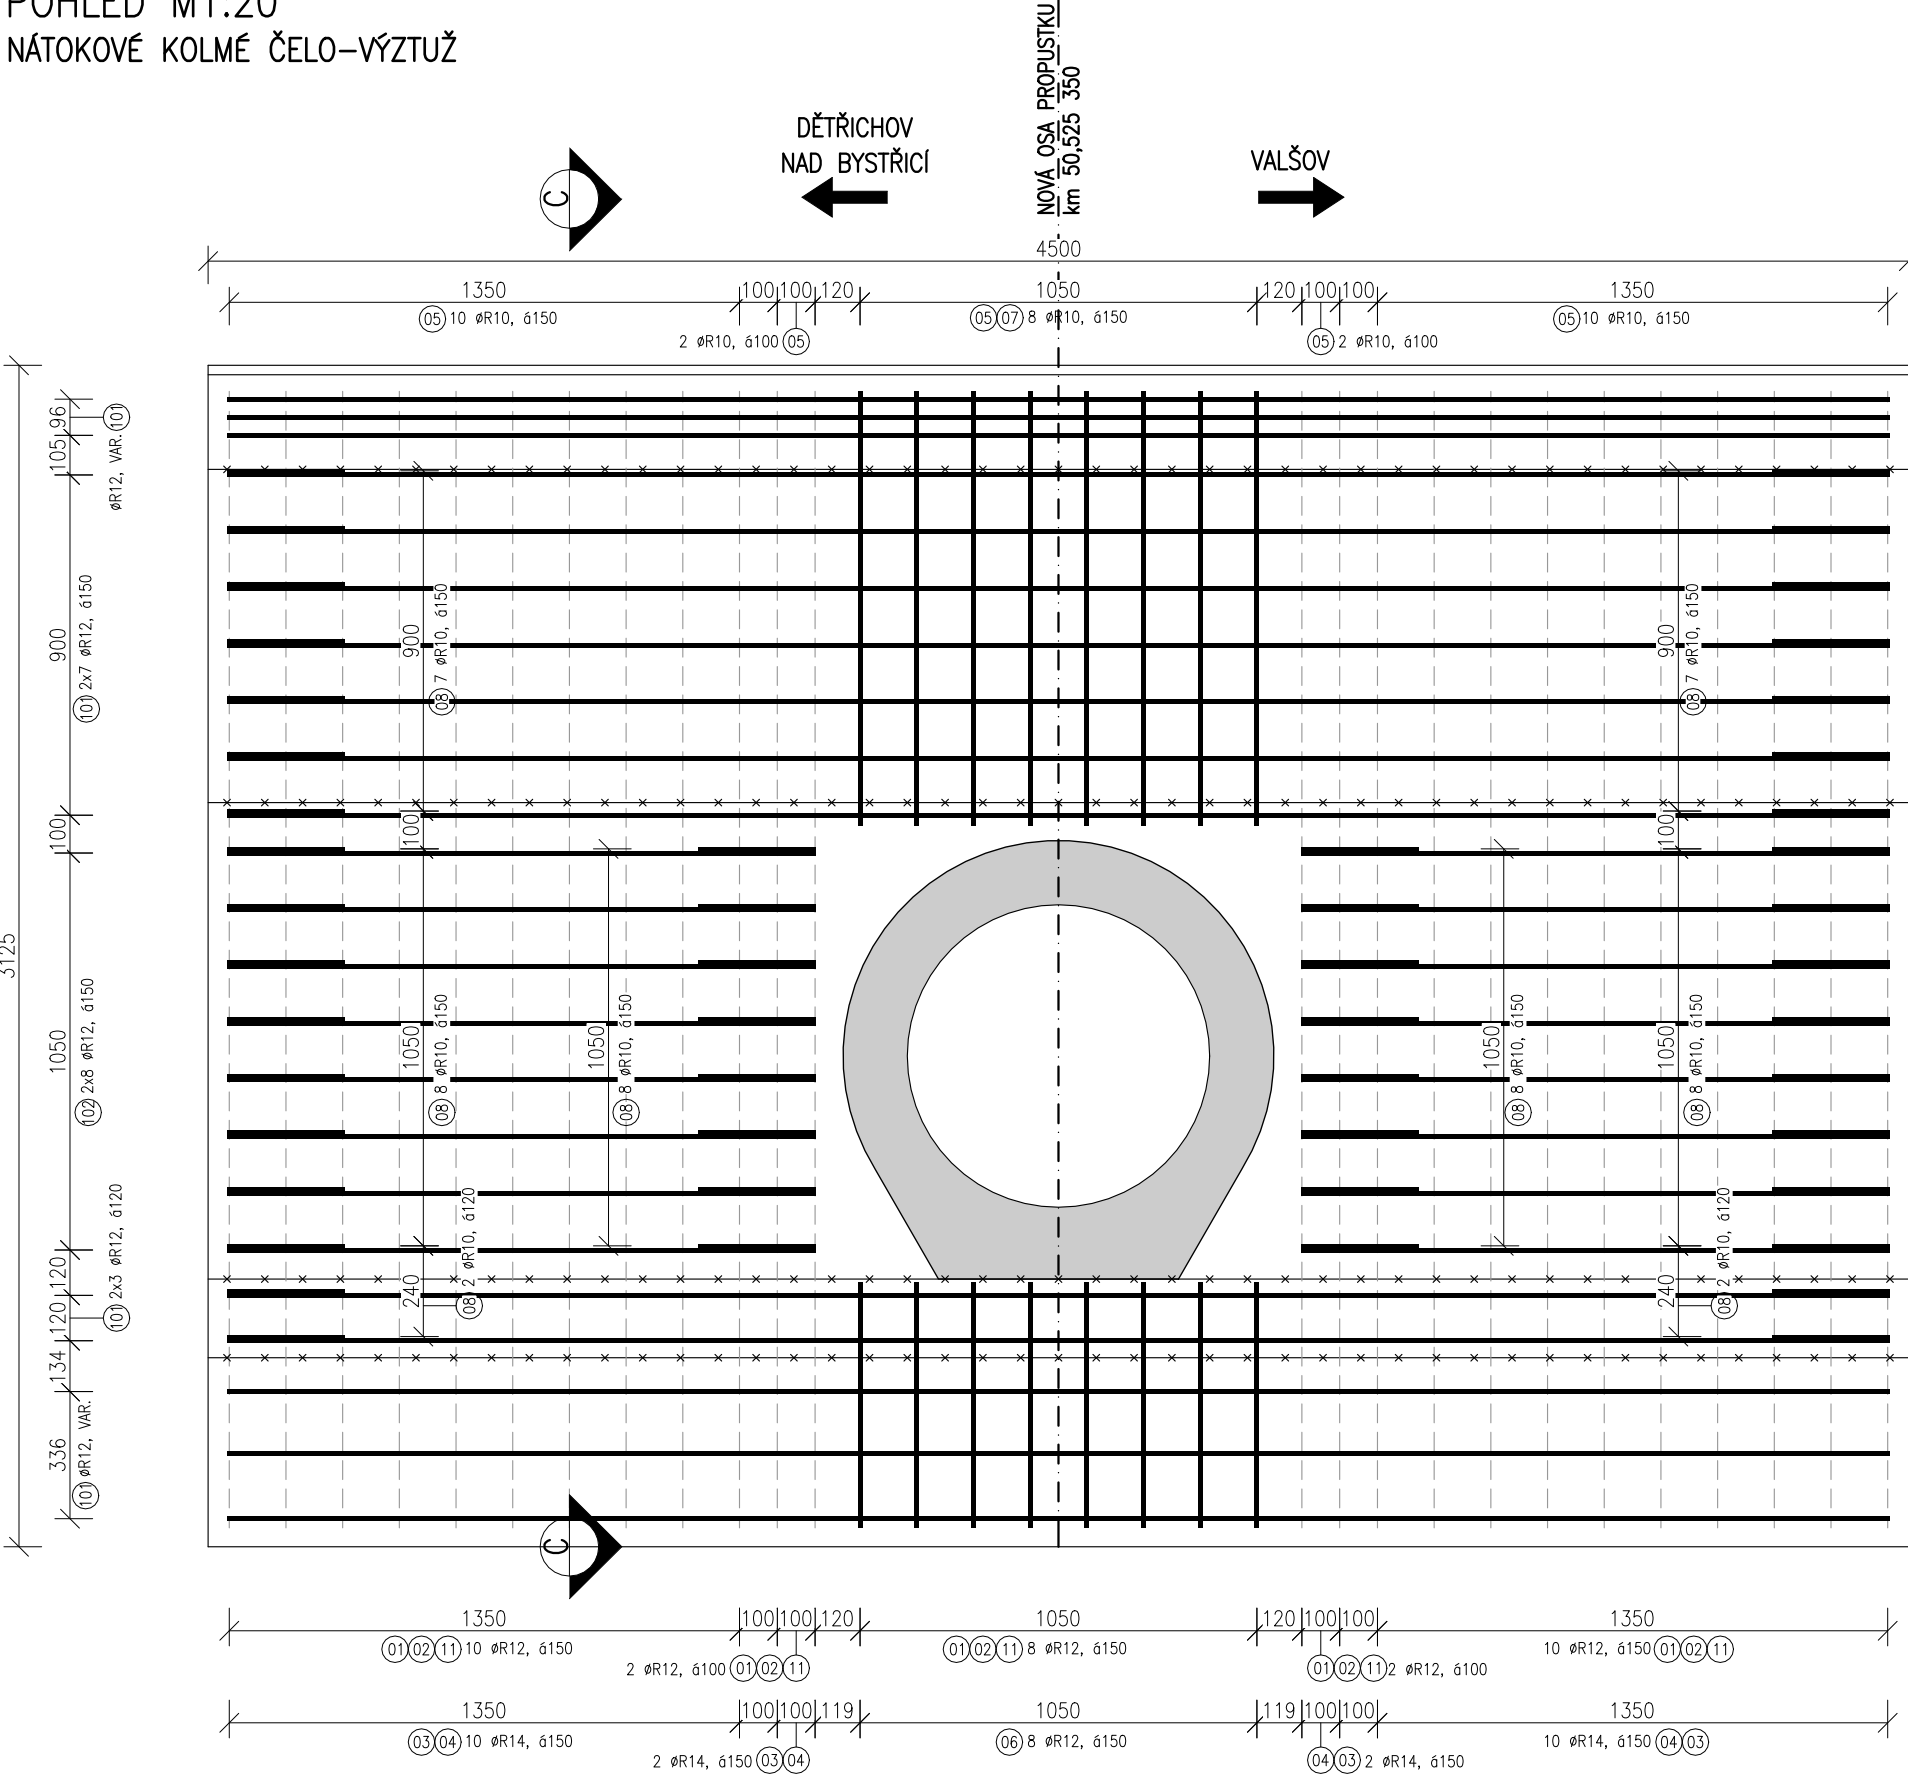 POHLED M1:20
NÁTOKOVÉ KOLMÉ ČELO-VÝZTUŽ
NOVÁ OSA PROPUSTKU
km 50,525 350
DĚTŘICHOV
NAD BYSTŘICÍ
VALŠOV
C
4500
1350 100 100 120 1050 120 100 100 1350
05 10 øR10, á150
05 07 8 øR10, á150
05 10 øR10, á150
2 øR10, á100 05
05 2 øR10, á100
3125
96
105
900
100
1050
120
120
134
336
øR12, VAR. 101
101 2x7 øR12, á150
102 2x8 øR12, á150
101 2x3 øR12, á120
101 øR12, VAR.
900
08 7 øR10, á150
100
1050
08 8 øR10, á150
1050
08 8 øR10, á150
240
08 2 øR10, á120
900
08 7 øR10, á150
100
1050
08 8 øR10, á150
1050
08 8 øR10, á150
240
08 2 øR10, á120
C
1350 100 100 120 1050 120 100 100 1350
01 02 11 10 øR12, á150
01 02 11 8 øR12, á150
10 øR12, á150 01 02 11
2 øR12, á100 01 02 11
01 02 11 2 øR12, á100
1350 100 100 119 1050 119 100 100 1350
03 04 10 øR14, á150
06 8 øR12, á150
10 øR14, á150 04 03
2 øR14, á150 03 04
04 03 2 øR14, á150